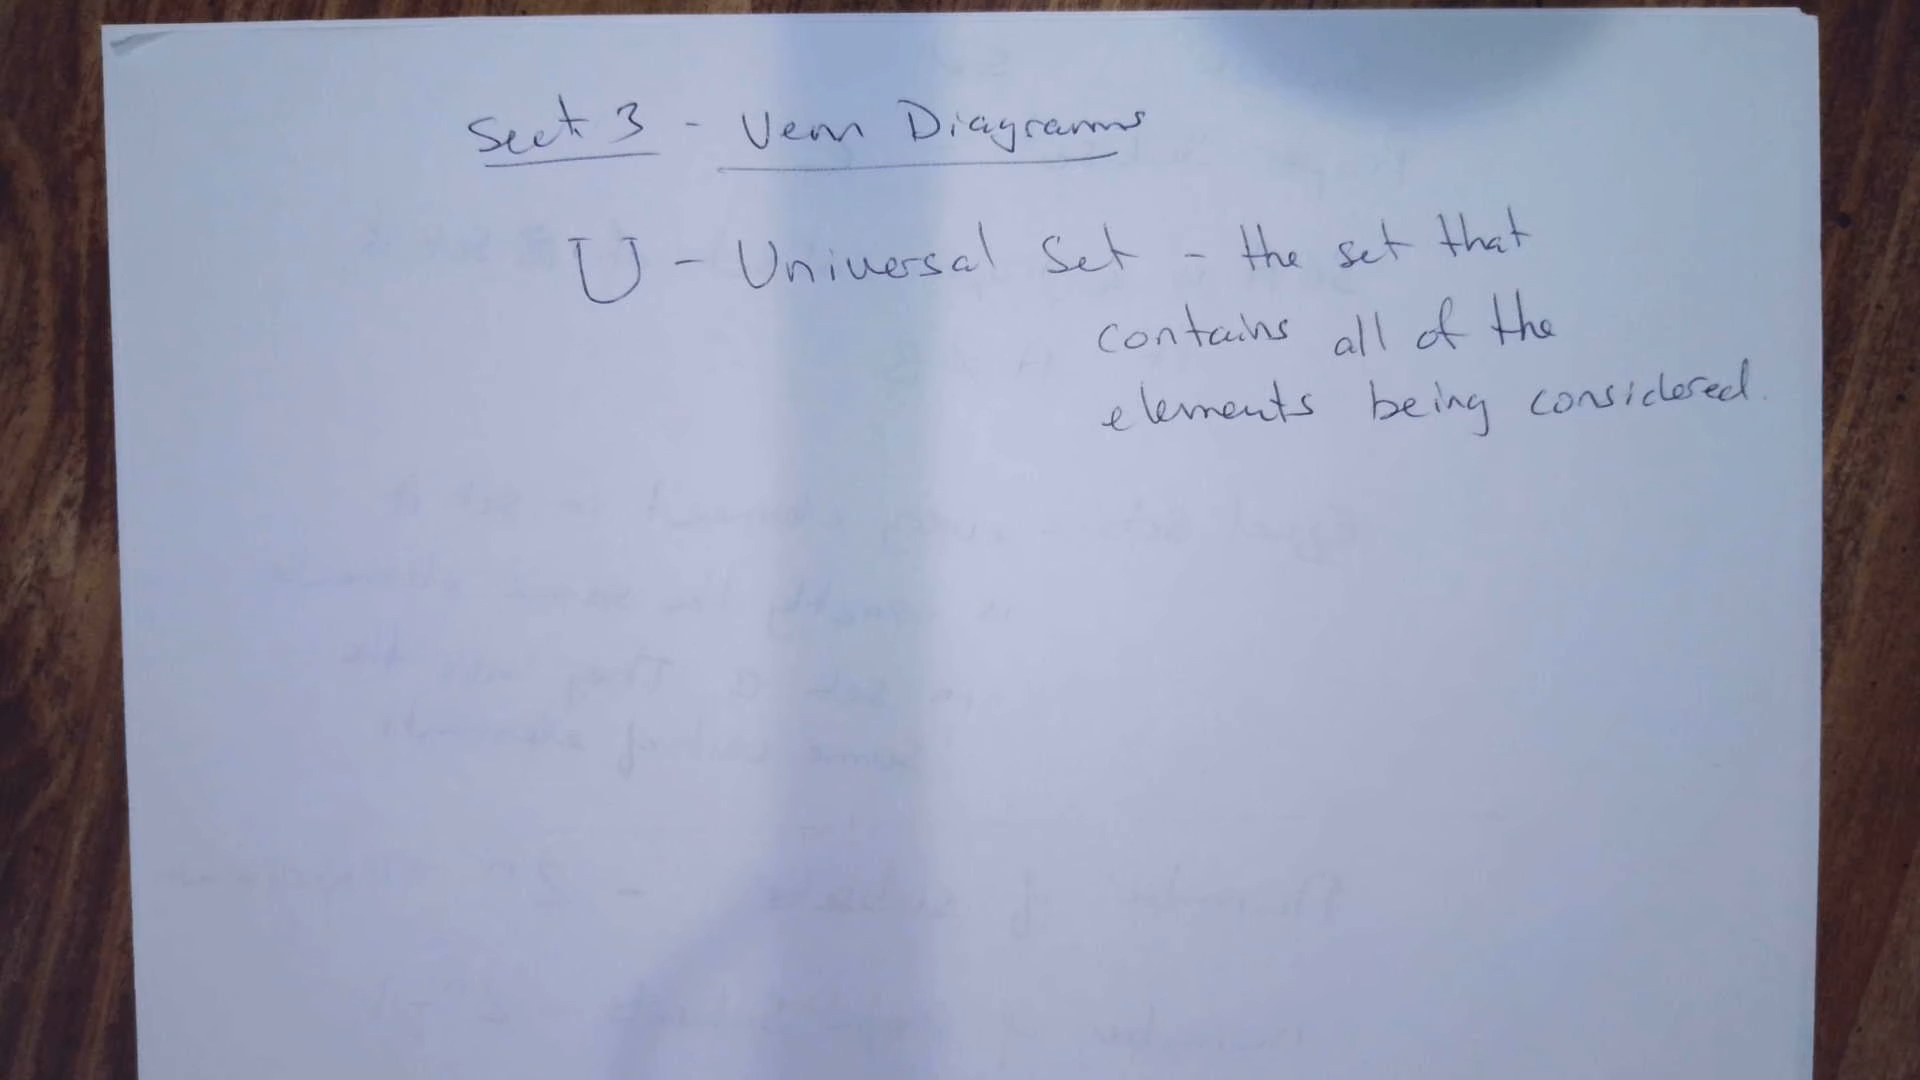 Sect. 3 - Venn Diagrams
U - Universal Set - the set that
contains all of the
elements being considered.